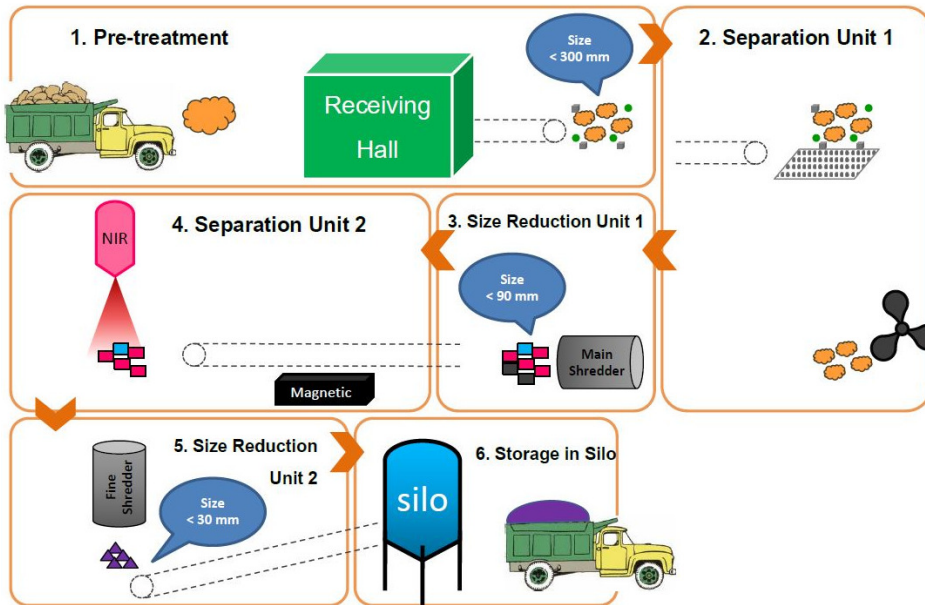 1. Pre-treatment
Receiving
Hall
Size
< 300 mm
2. Separation Unit 1
3. Size Reduction Unit 1
Size
< 90 mm
Main
Shredder
4. Separation Unit 2
NIR
Magnetic
5. Size Reduction
Unit 2
Fine
Shredder
Size
< 30 mm
silo
6. Storage in Silo